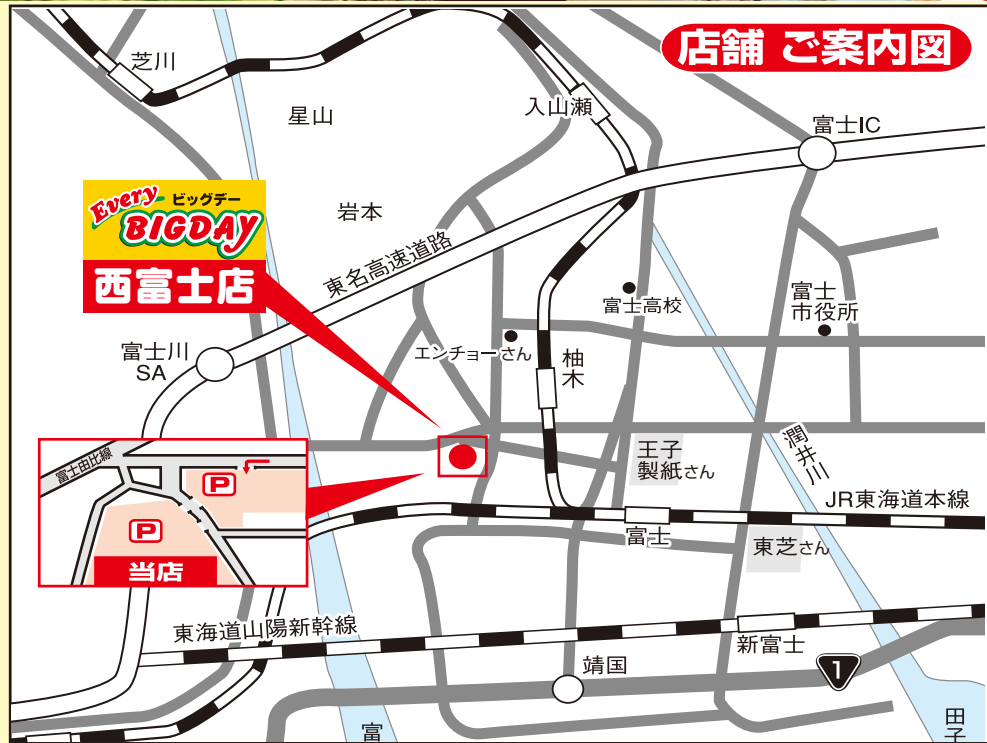 店舗 ご案内図
芝川
星山
入山瀬
富士IC
Every ビッグデー
BIGDAY
西富士店
岩本
東名高速道路
富士高校
富士
市役所
エンチョーさん
富士川
SA
柚木
王子
製紙さん
潤井川
富士由比線
P
P
当店
JR東海道本線
富士
東芝さん
東海道山陽新幹線
新富士
靖国
1
富
田子